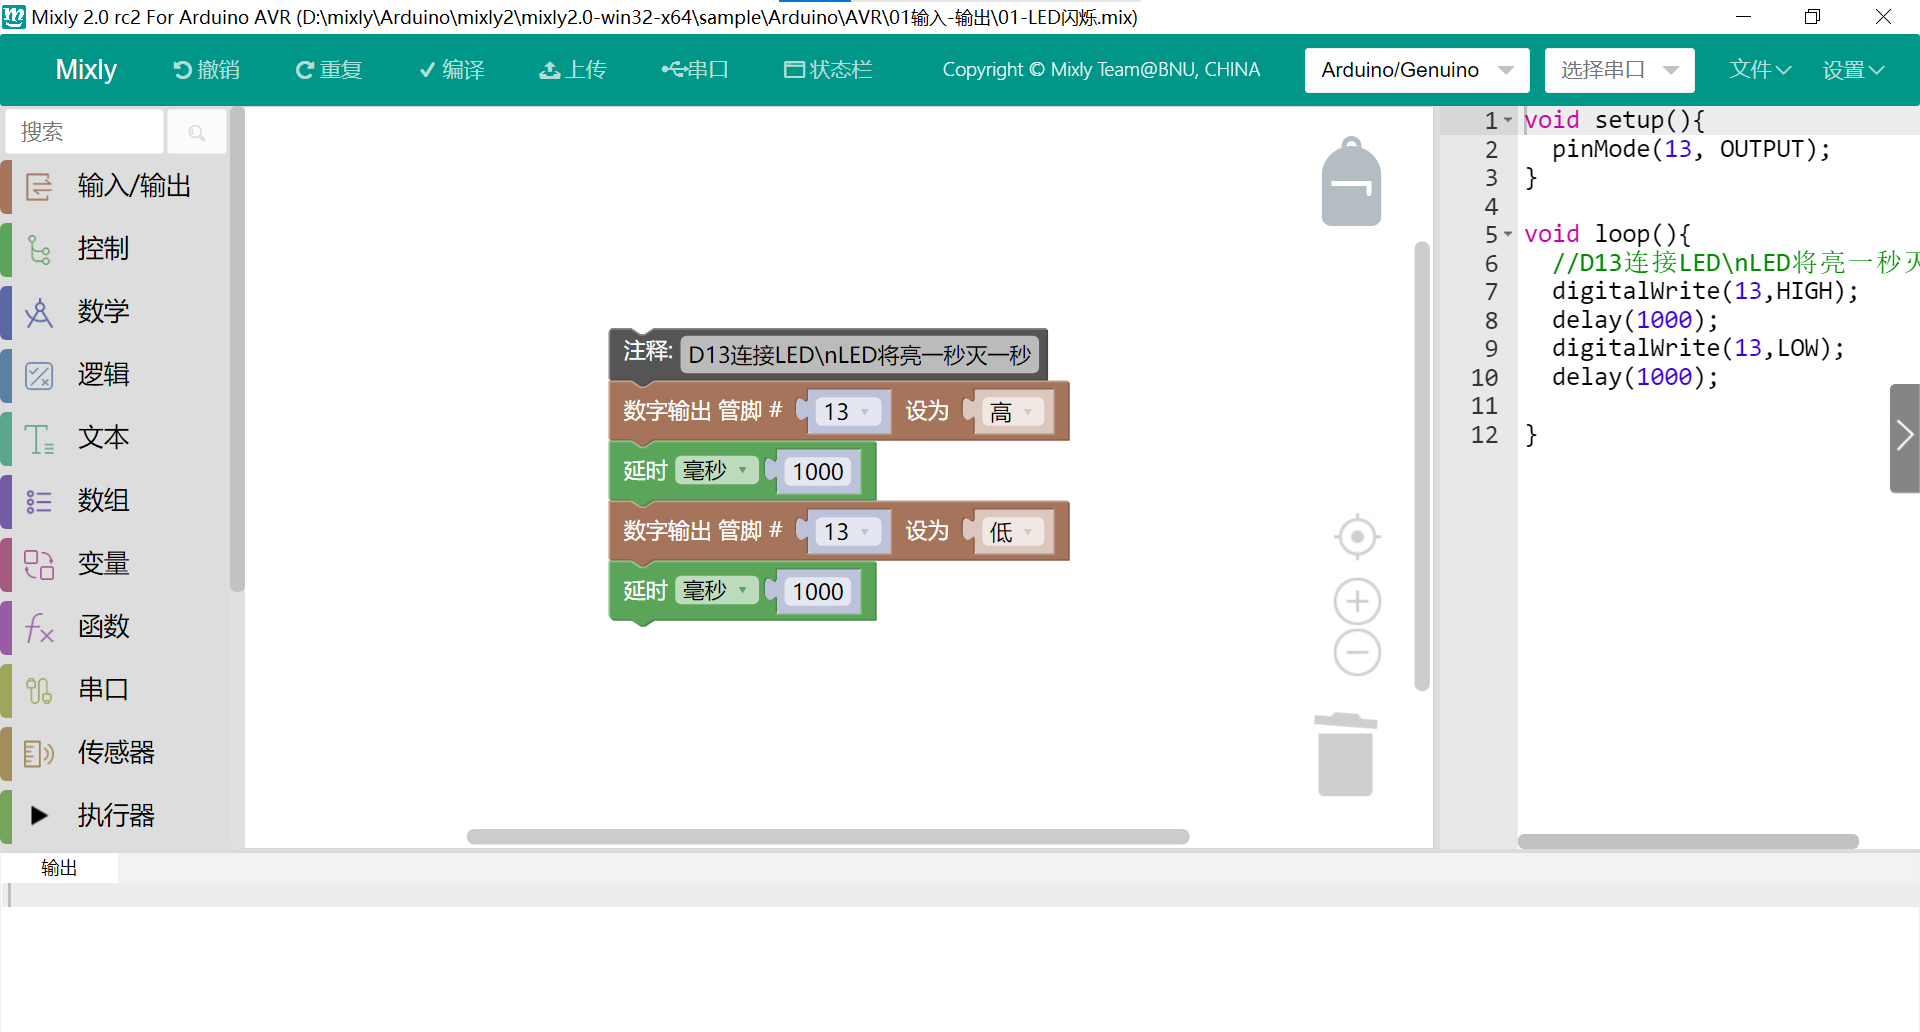 Mixly 2.0 rc2 For Arduino AVR (D:\mixly\Arduino\mixly2\mixly2.0-win32-x64\sample\Arduino\AVR\01输入-输出\01-LED闪烁.mix)
Mixly 撤销 重复 编译 上传 串口 状态栏 Copyright © Mixly Team@BNU, CHINA Arduino/Genuino 选择串口 文件 设置
搜索
输入/输出
控制
数学
逻辑
文本
数组
变量
函数
串口
传感器
执行器
注释: D13连接LED\nLED将亮一秒灭一秒
数字输出 管脚 # 13 设为 高
延时 毫秒 1000
数字输出 管脚 # 13 设为 低
延时 毫秒 1000
1 void setup(){
2 pinMode(13, OUTPUT);
3 }
4
5 void loop(){
6 //D13连接LED\nLED将亮一秒灭
7 digitalWrite(13,HIGH);
8 delay(1000);
9 digitalWrite(13,LOW);
10 delay(1000);
11
12 }
输出